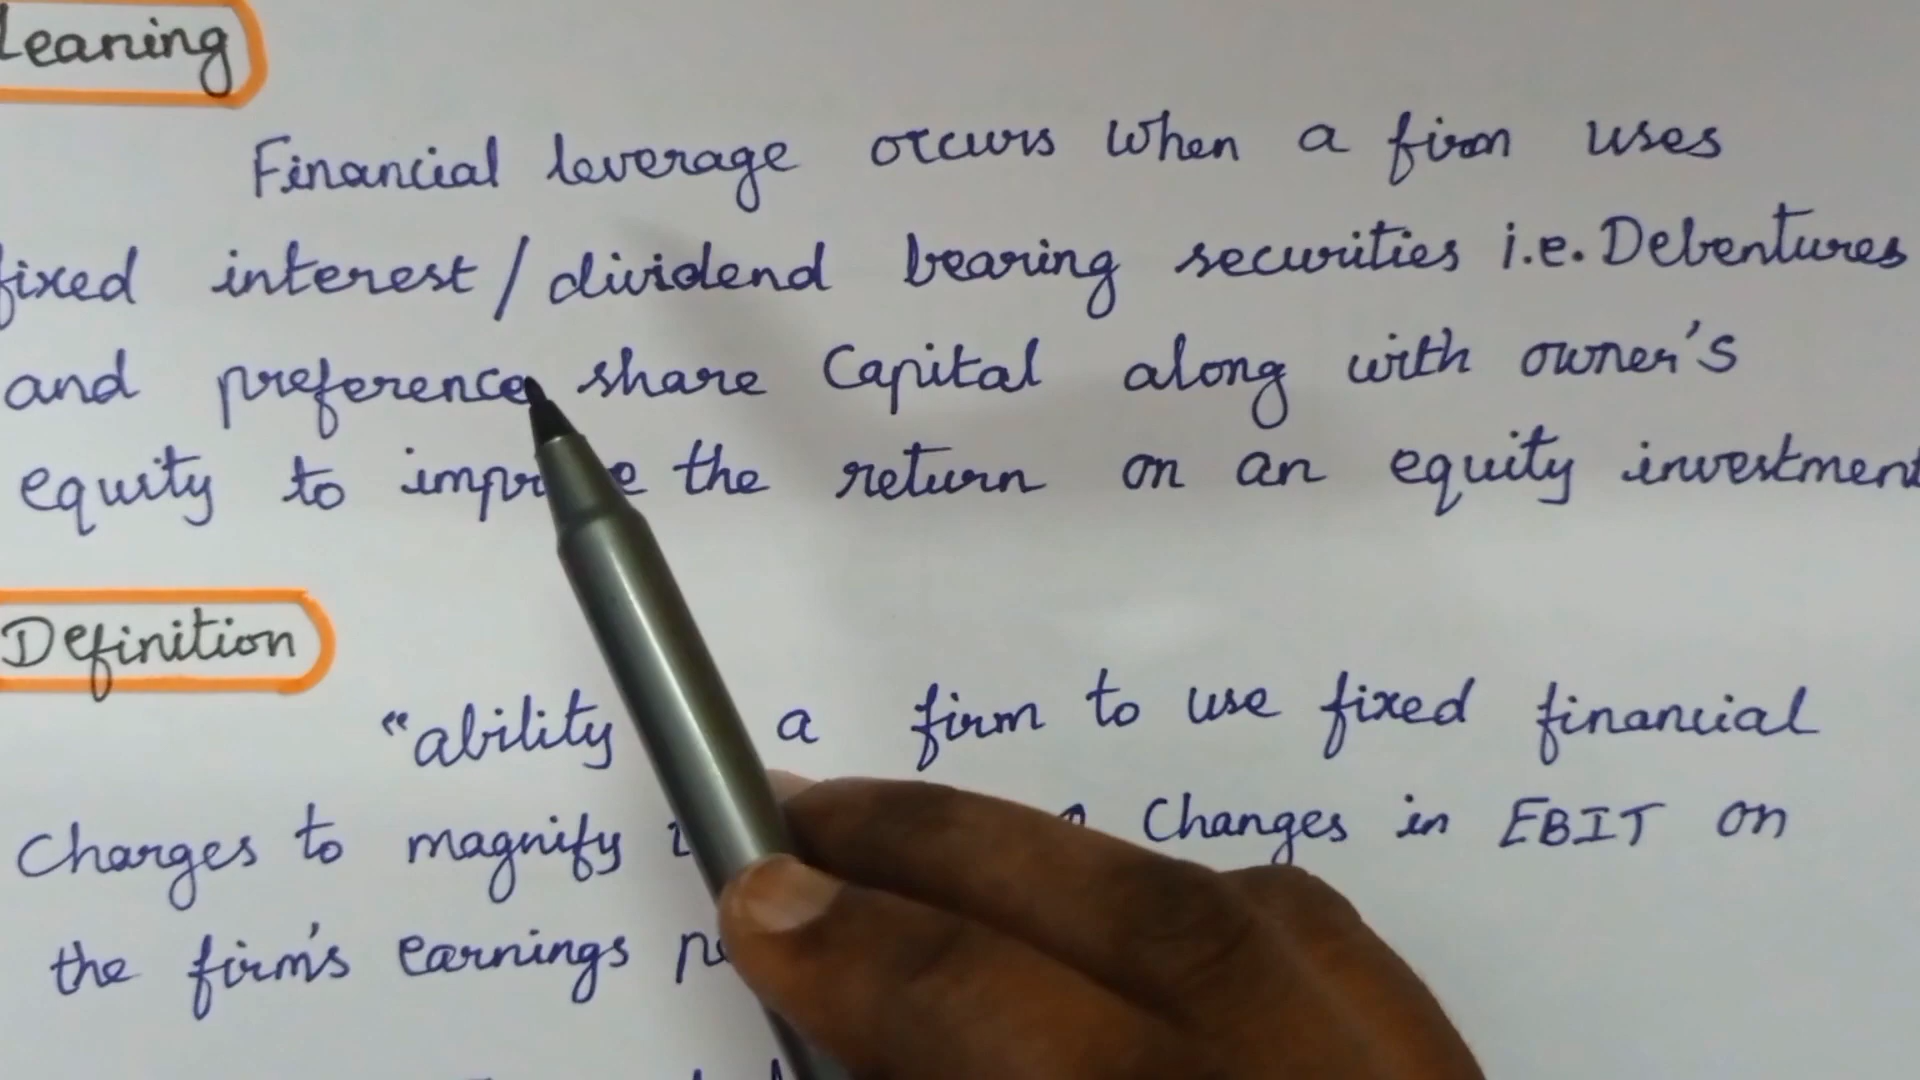 Leaning
Financial leverage occurs when a firm uses
fixed interest/dividend bearing securities i.e. Debentures
and preference share Capital along with owner's
equity to improve the return on an equity investment
Definition
"ability a firm to use fixed financial
Charges to magnify Changes in EBIT on
the firm's earnings